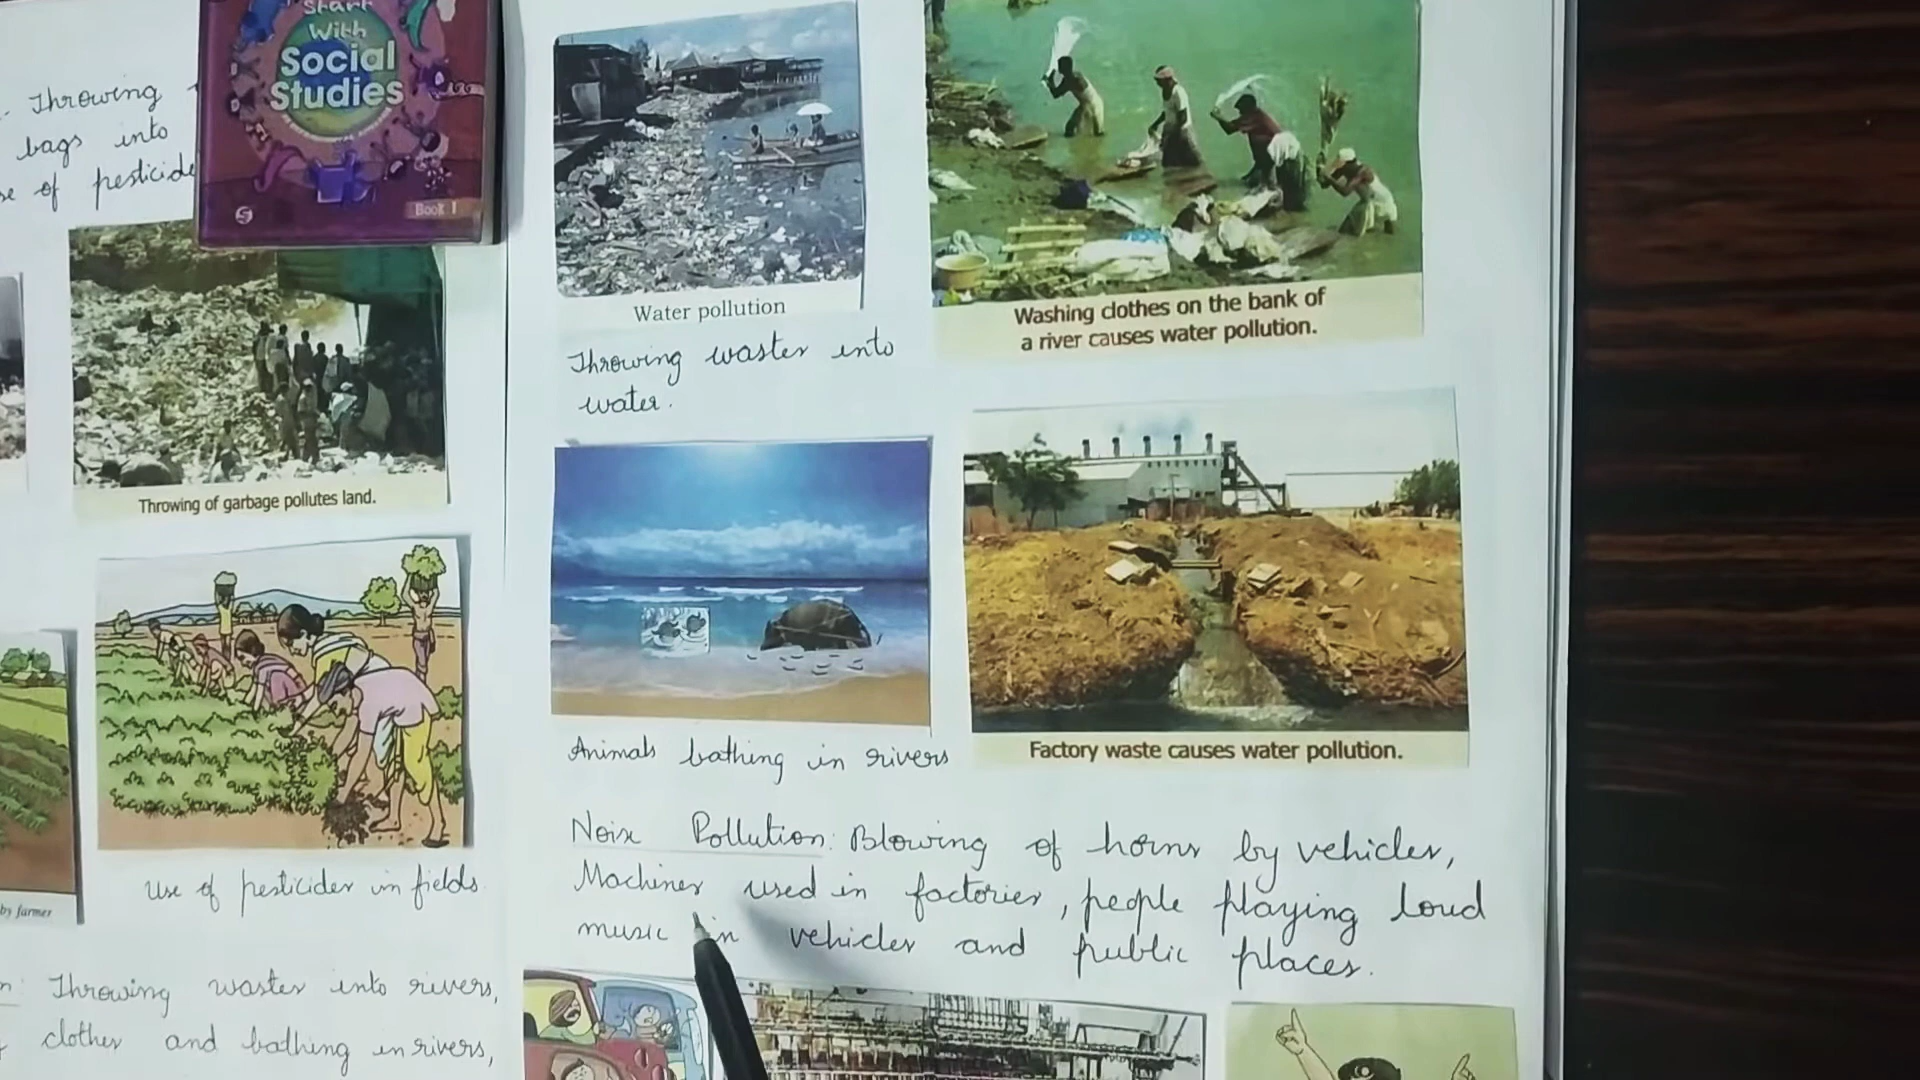 Throwing
bags into
se of pesticide
Start
With
Social
Studies
Book 1
Throwing of garbage pollutes land.
by farmer
Use of pesticides in fields
n: Throwing wastes into rivers,
clothes and bathing in rivers,
Water pollution
Throwing wastes into
water.
Washing clothes on the bank of
a river causes water pollution.
Animals bathing in rivers
Factory waste causes water pollution.
Noise Pollution: Blowing of horns by vehicles,
Machines used in factories, people playing loud
music in vehicles and public places.